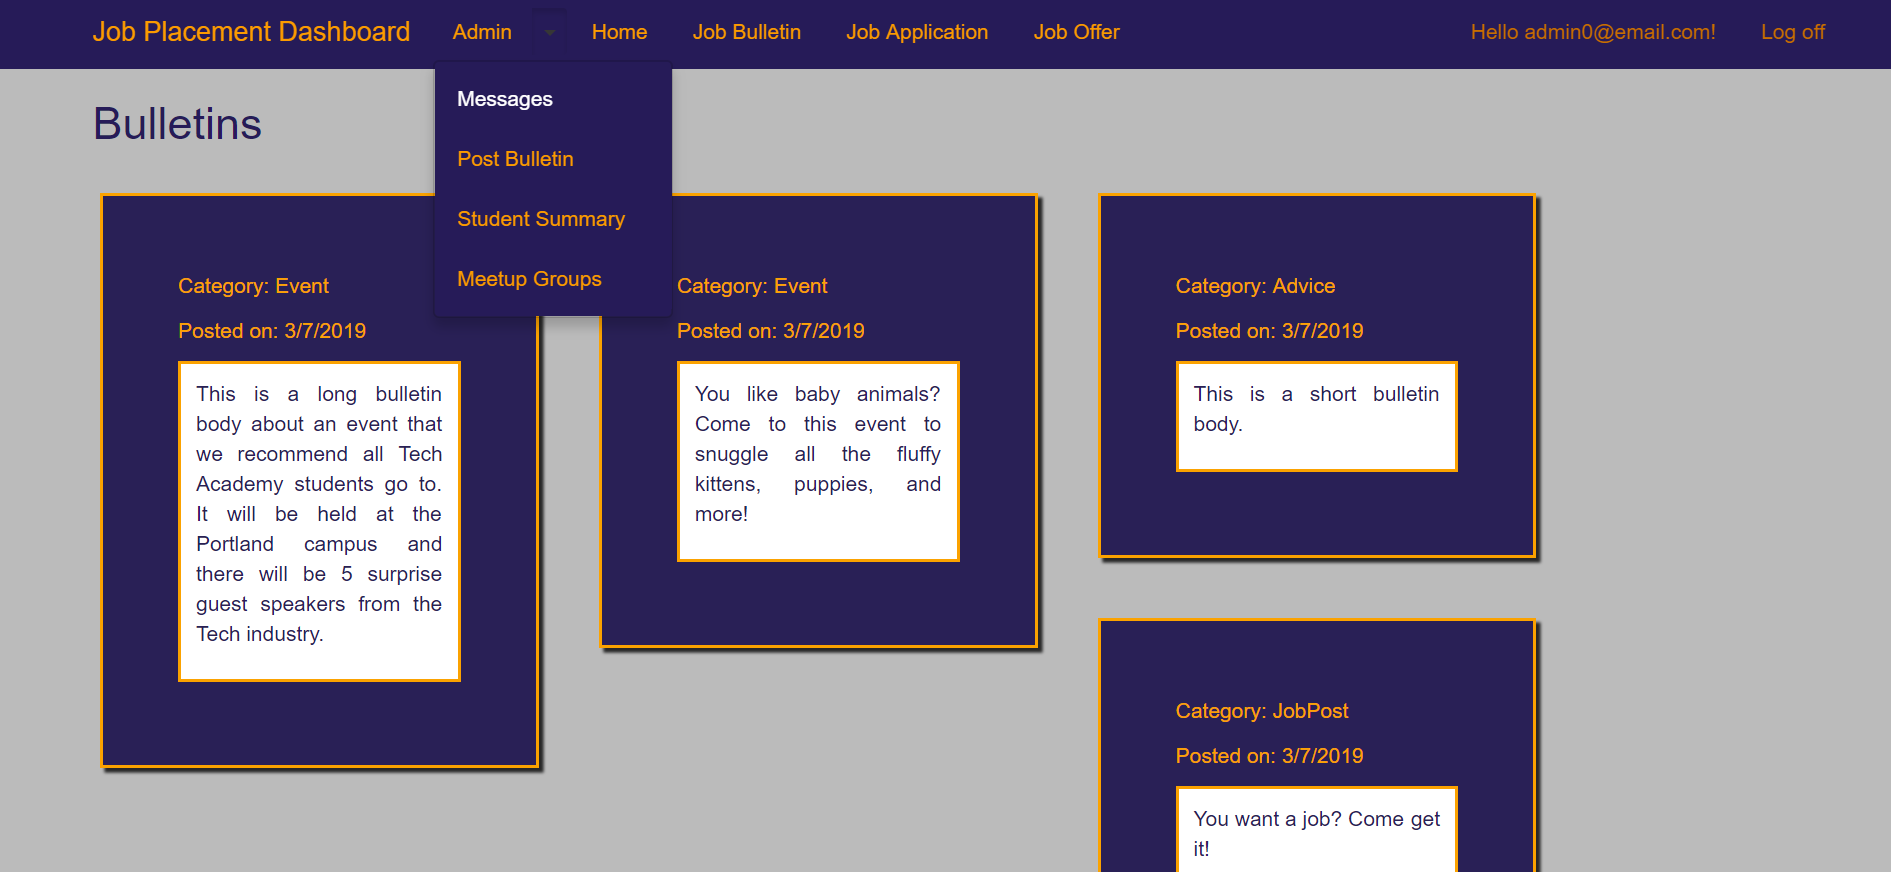 Job Placement Dashboard Admin Home Job Bulletin Job Application Job Offer Hello admin0@email.com! Log off
Messages
Post Bulletin
Student Summary
Meetup Groups
Bulletins
Category: Event
Posted on: 3/7/2019
This is a long bulletin
body about an event that
we recommend all Tech
Academy students go to.
It will be held at the
Portland campus and
there will be 5 surprise
guest speakers from the
Tech industry.
Category: Event
Posted on: 3/7/2019
You like baby animals?
Come to this event to
snuggle all the fluffy
kittens, puppies, and
more!
Category: Advice
Posted on: 3/7/2019
This is a short bulletin
body.
Category: JobPost
Posted on: 3/7/2019
You want a job? Come get
it!